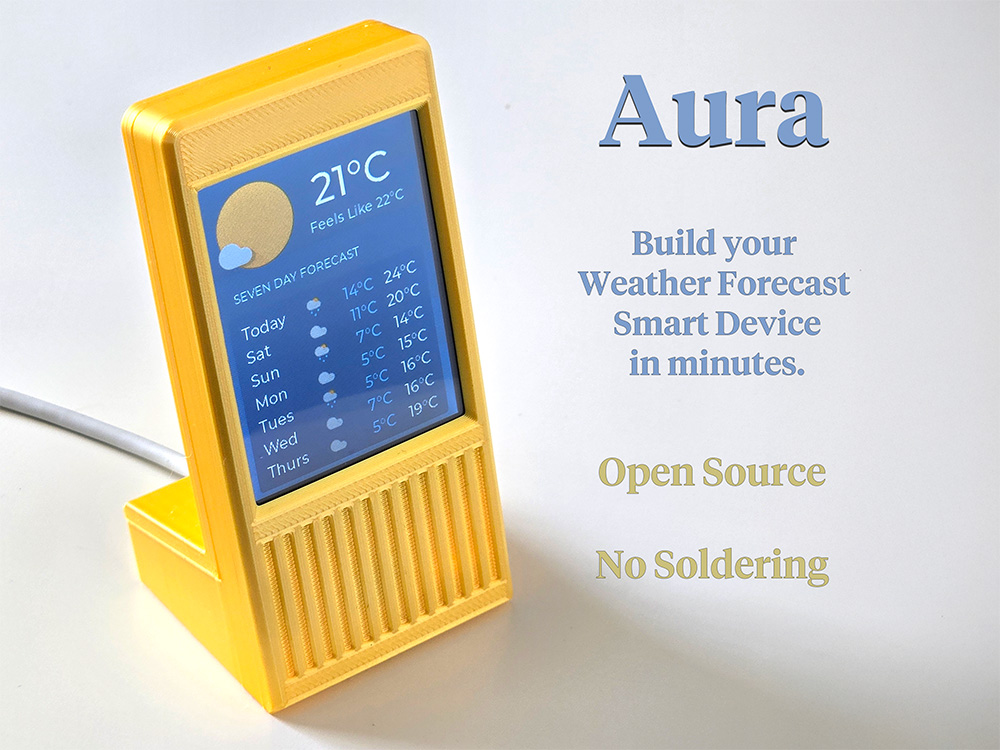 21°C
Feels Like 22°C
SEVEN DAY FORECAST
Today 14°C 24°C
Sat 11°C 20°C
Sun 7°C 14°C
Mon 5°C 15°C
Tues 5°C 16°C
Wed 7°C 16°C
Thurs 5°C 19°C
Aura
Build your
Weather Forecast
Smart Device
in minutes.
Open Source
No Soldering